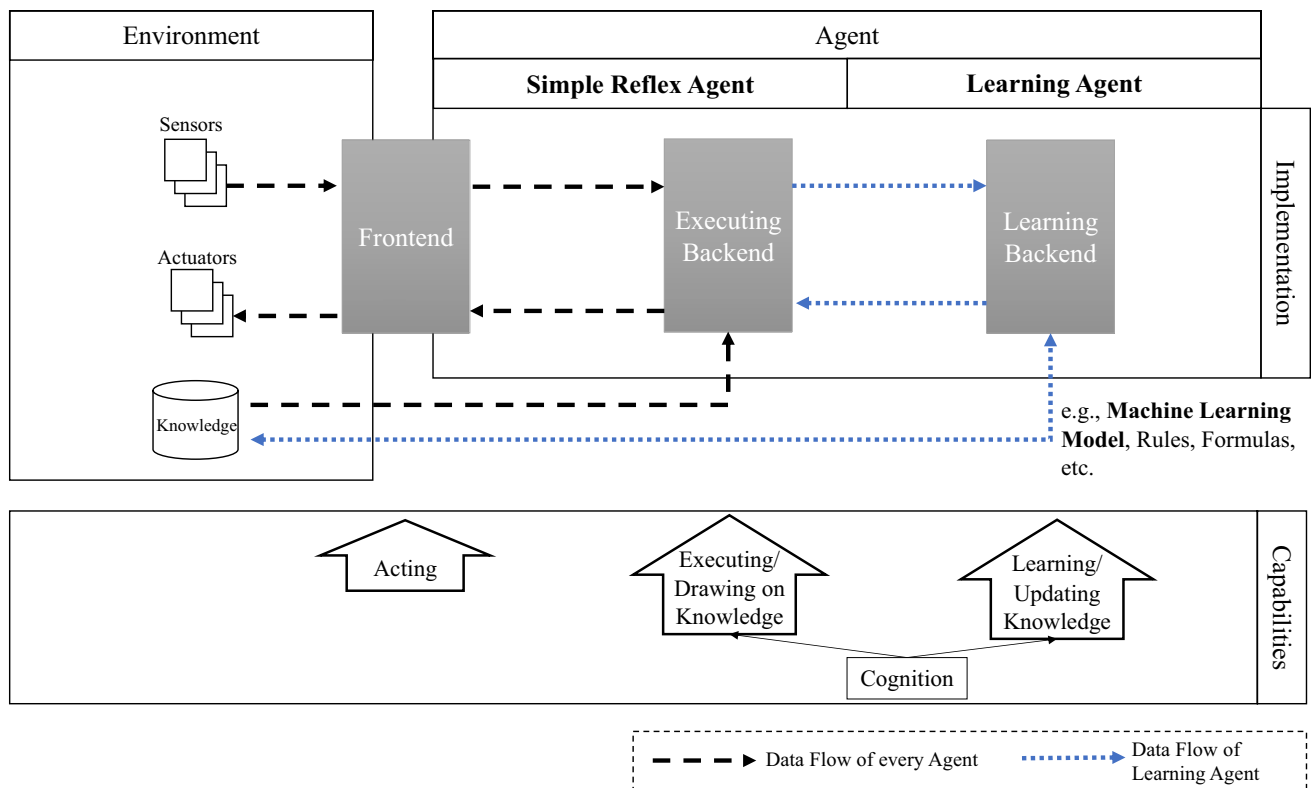 Environment
Agent
Simple Reflex Agent
Learning Agent
Sensors
Actuators
Knowledge
Frontend
Executing
Backend
Learning
Backend
Implementation
e.g., Machine Learning
Model, Rules, Formulas,
etc.
Acting
Executing/
Drawing on
Knowledge
Learning/
Updating
Knowledge
Cognition
Capabilities
Data Flow of every Agent
Data Flow of
Learning Agent